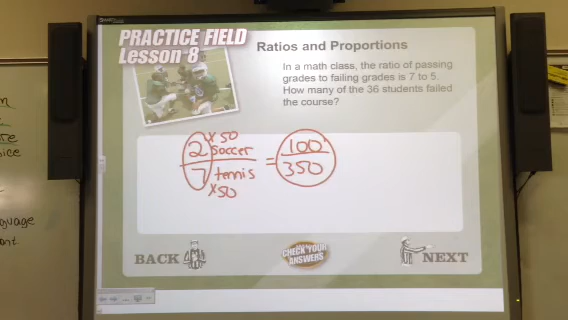 PRACTICE FIELD
Lesson 8
Ratios and Proportions
In a math class, the ratio of passing
grades to failing grades is 7 to 5.
How many of the 36 students failed
the course?
x50
2 soccer
7 tennis
x50
=
100
350
BACK
CHECK YOUR
ANSWERS
NEXT